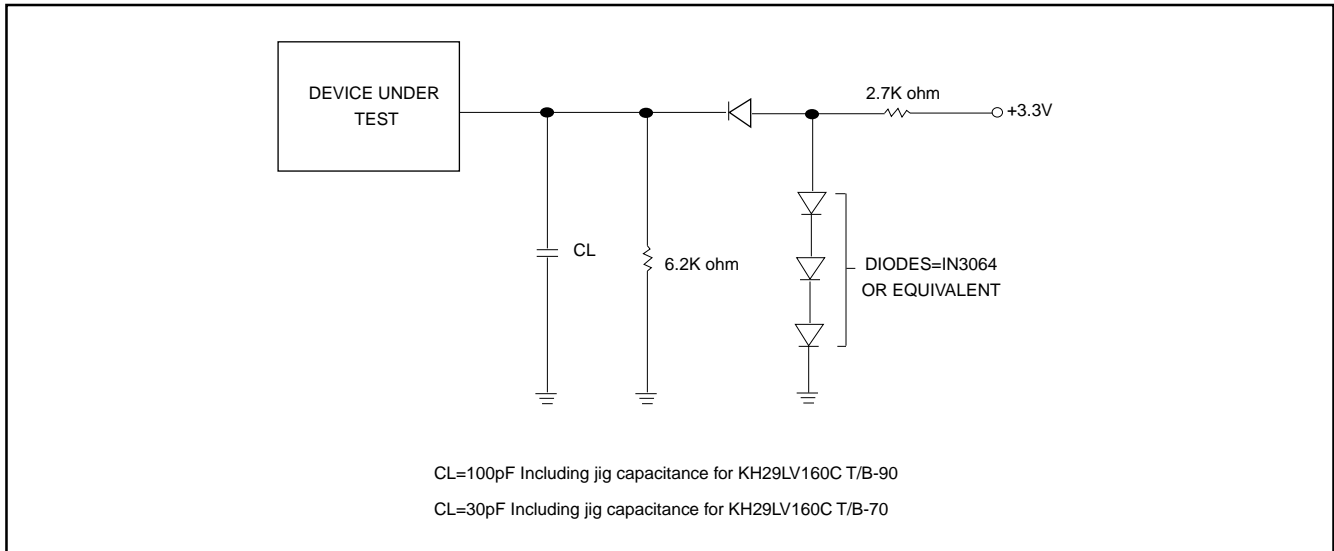 DEVICE UNDER
TEST
2.7K ohm
+3.3V
CL
6.2K ohm
DIODES=IN3064
OR EQUIVALENT
CL=100pF Including jig capacitance for KH29LV160C T/B-90
CL=30pF Including jig capacitance for KH29LV160C T/B-70